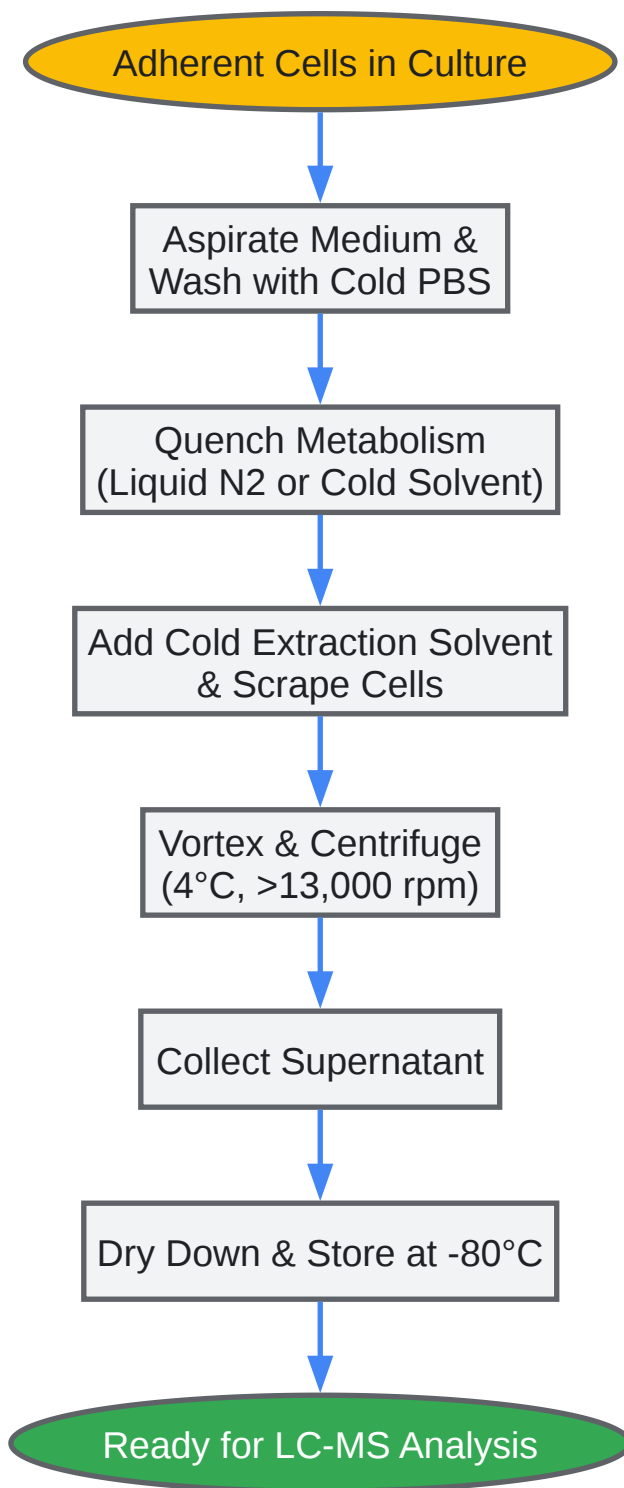 Adherent Cells in Culture
Aspirate Medium &
Wash with Cold PBS
Quench Metabolism
(Liquid N2 or Cold Solvent)
Add Cold Extraction Solvent
& Scrape Cells
Vortex & Centrifuge
(4°C, >13,000 rpm)
Collect Supernatant
Dry Down & Store at -80°C
Ready for LC-MS Analysis